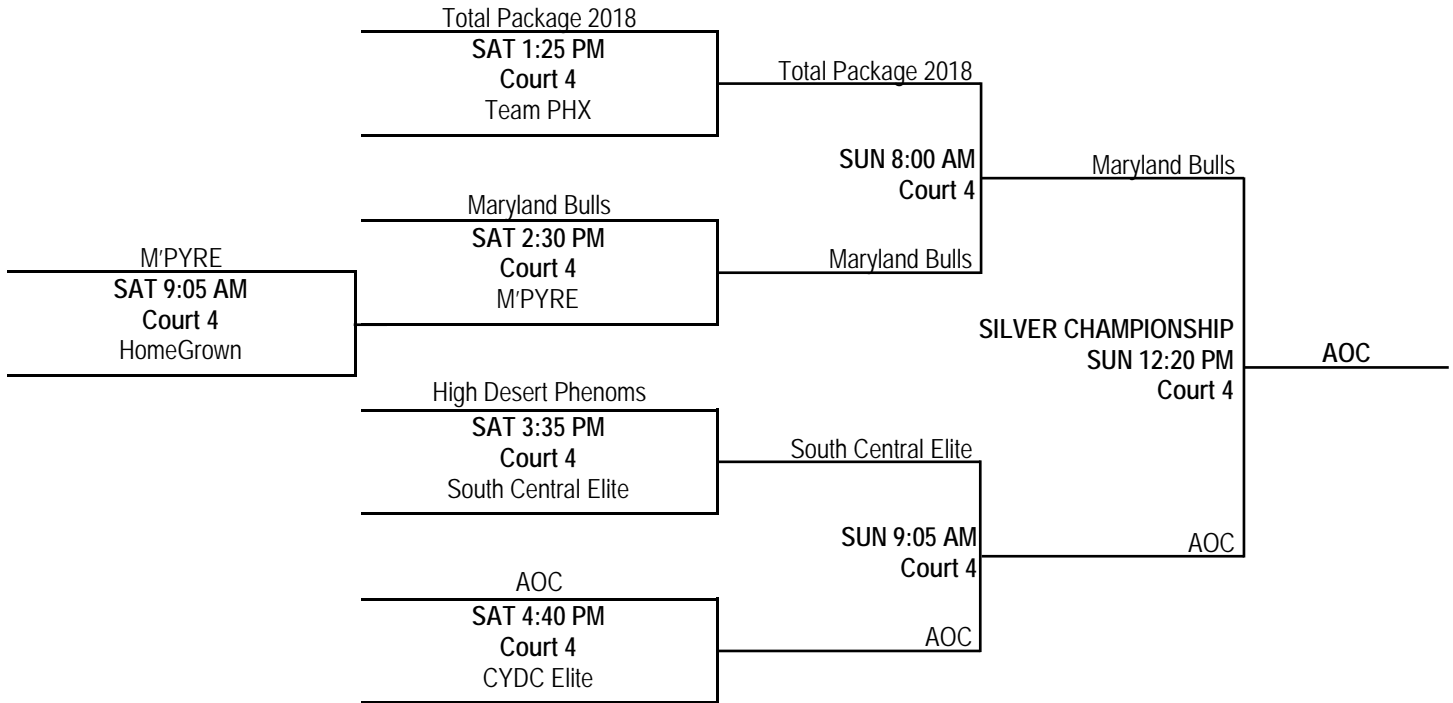 Total Package 2018
SAT 1:25 PM
Court 4
Team PHX
Total Package 2018
SUN 8:00 AM
Court 4
Maryland Bulls
Maryland Bulls
SAT 2:30 PM
Court 4
M'PYRE
Maryland Bulls
M'PYRE
SAT 9:05 AM
Court 4
HomeGrown
SILVER CHAMPIONSHIP
SUN 12:20 PM
Court 4
AOC
High Desert Phenoms
SAT 3:35 PM
Court 4
South Central Elite
South Central Elite
SUN 9:05 AM
Court 4
AOC
AOC
SAT 4:40 PM
Court 4
CYDC Elite
AOC